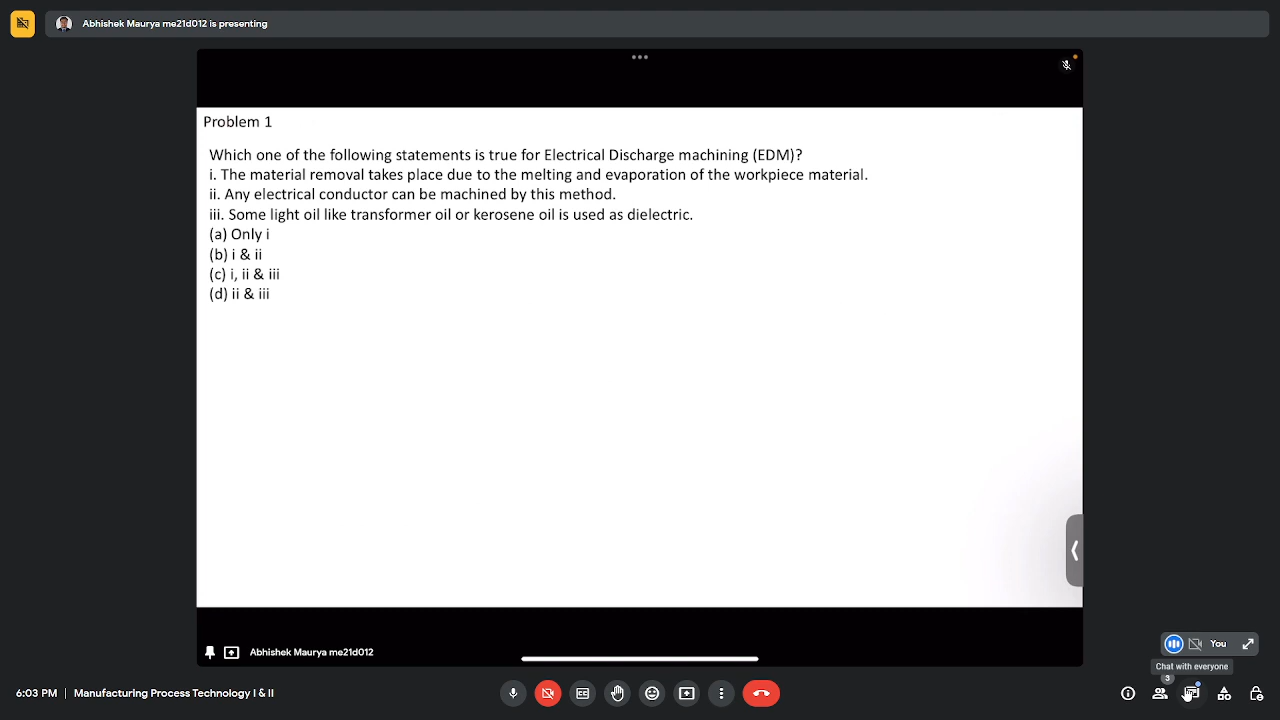 Abhishek Maurya me21d012 is presenting
Problem 1
Which one of the following statements is true for Electrical Discharge machining (EDM)?
i. The material removal takes place due to the melting and evaporation of the workpiece material.
ii. Any electrical conductor can be machined by this method.
iii. Some light oil like transformer oil or kerosene oil is used as dielectric.
(a) Only i
(b) i & ii
(c) i, ii & iii
(d) ii & iii
Abhishek Maurya me21d012
You
Chat with everyone
3
6:03 PM | Manufacturing Process Technology I & II